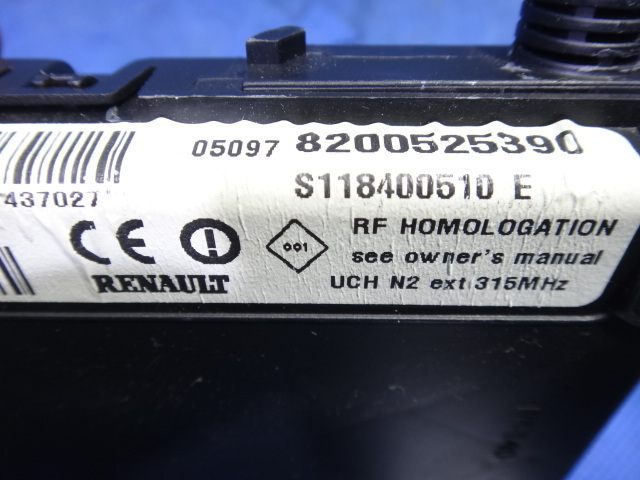 05097 8200525390
S118400510 E
437027
CE
001
RF HOMOLOGATION
see owner's manual
RENAULT
UCH N2 ext 315MHz